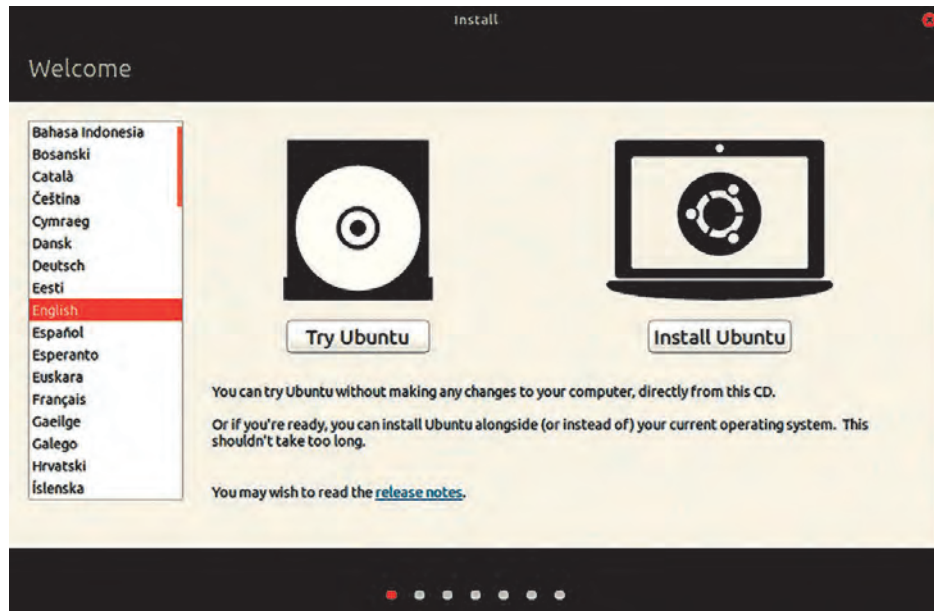 Install
Welcome
Bahasa Indonesia
Bosanski
Català
Čeština
Cymraeg
Dansk
Deutsch
Eesti
English
Español
Esperanto
Euskara
Français
Gaeilge
Galego
Hrvatski
Íslenska
Try Ubuntu
Install Ubuntu
You can try Ubuntu without making any changes to your computer, directly from this CD.
Or if you're ready, you can install Ubuntu alongside (or instead of) your current operating system. This
shouldn't take too long.
You may wish to read the release notes.